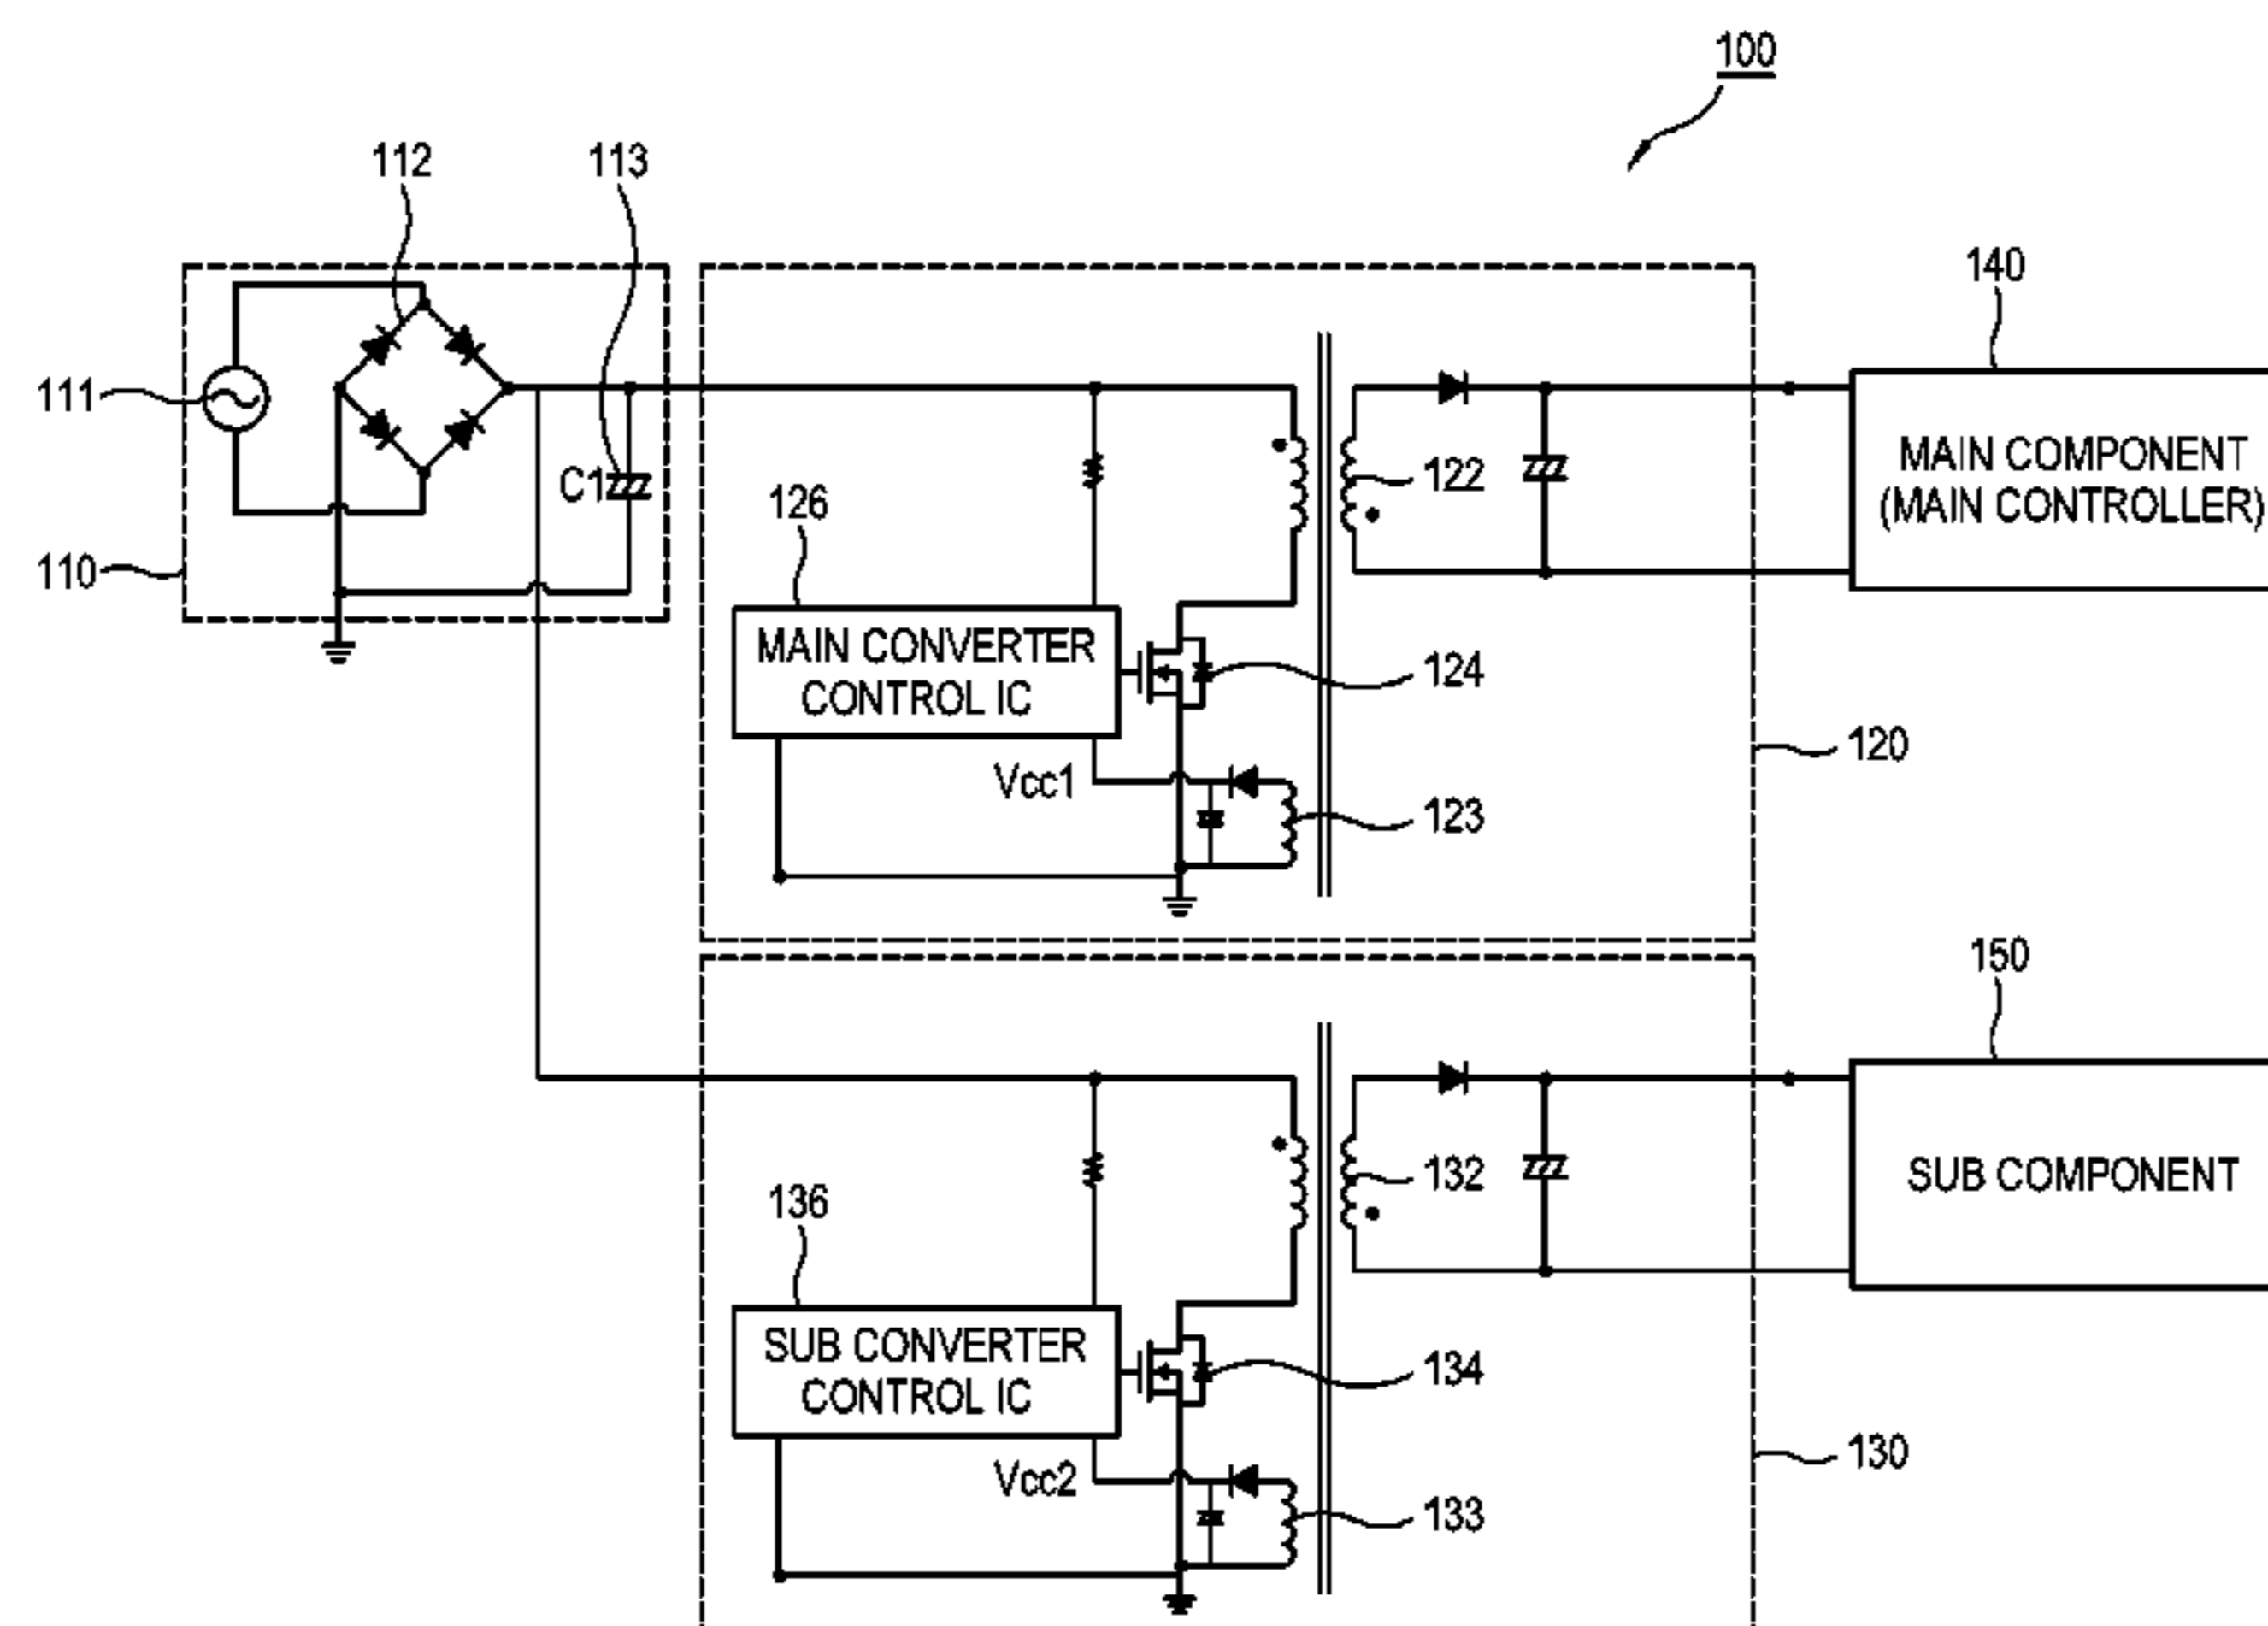 100
112
113
140
111
MAIN COMPONENT
(MAIN CONTROLLER)
122
C1
126
110
MAIN CONVERTER
CONTROL IC
124
120
Vcc1
123
150
132
SUB COMPONENT
136
SUB CONVERTER
CONTROL IC
134
130
Vcc2
133